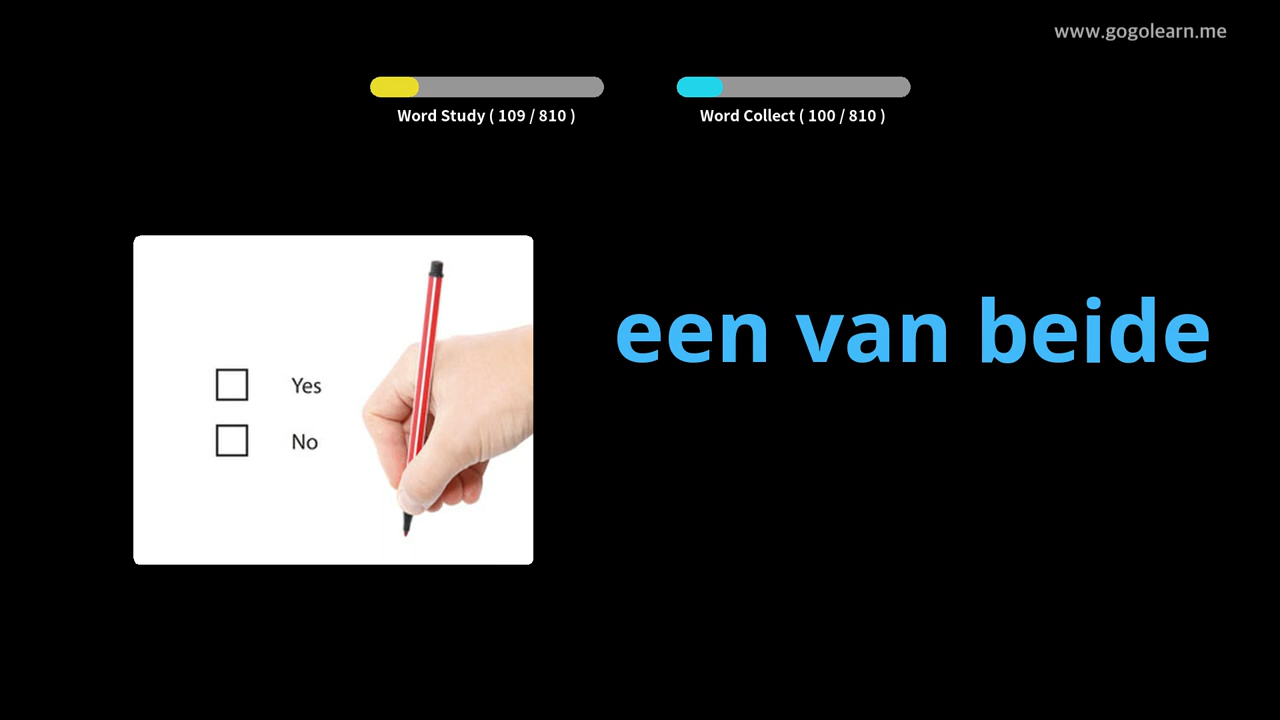 www.gogolearn.me
Word Study ( 109 / 810 )
Word Collect ( 100 / 810 )
een van beide
Yes
No